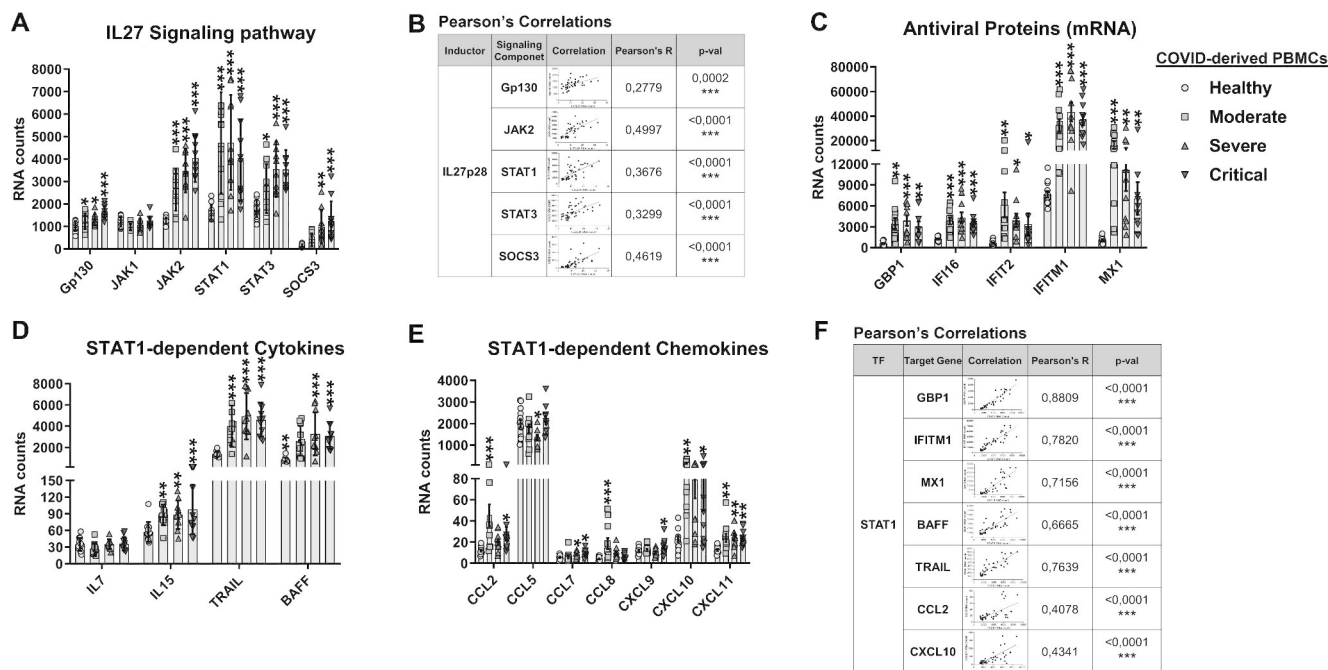 A
IL27 Signaling pathway
RNA counts
8000
7000
6000
5000
4000
3000
2000
1000
0
Gp130
JAK1
JAK2
STAT1
STAT3
SOCS3
B Pearson's Correlations
Inductor Signaling Componet Correlation Pearson's R p-val
IL27p28
Gp130 0,2779 0,0002 ***
JAK2 0,4997 <0,0001 ***
STAT1 0,3676 <0,0001 ***
STAT3 0,3299 <0,0001 ***
SOCS3 0,4619 <0,0001 ***
C
Antiviral Proteins (mRNA)
RNA counts
80000
60000
40000
20000
12000
9000
6000
3000
0
GBP1
IFI16
IFIT2
IFITM1
MX1
COVID-derived PBMCs
Healthy
Moderate
Severe
Critical
D
STAT1-dependent Cytokines
RNA counts
8000
6000
4000
2000
150
120
90
60
30
0
IL7
IL15
TRAIL
BAFF
E
STAT1-dependent Chemokines
RNA counts
4000
3000
2000
1000
80
60
40
20
0
CCL2
CCL5
CCL7
CCL8
CXCL9
CXCL10
CXCL11
F
Pearson's Correlations
TF Target Gene Correlation Pearson's R p-val
STAT1
GBP1 0,8809 <0,0001 ***
IFITM1 0,7820 <0,0001 ***
MX1 0,7156 <0,0001 ***
BAFF 0,6665 <0,0001 ***
TRAIL 0,7639 <0,0001 ***
CCL2 0,4078 <0,0001 ***
CXCL10 0,4341 <0,0001 ***